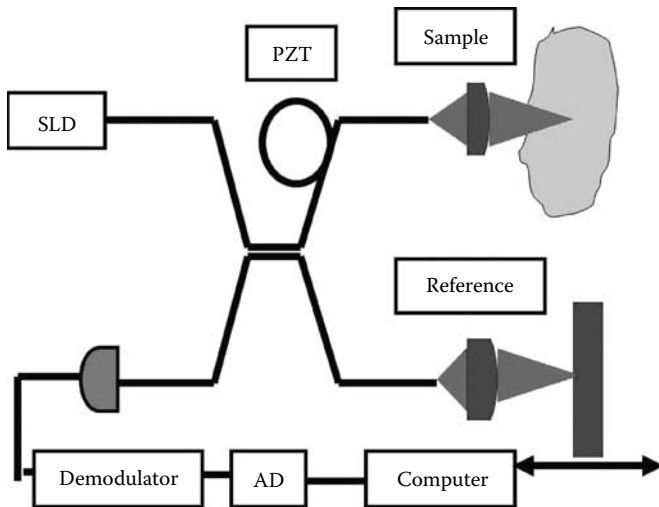 Sample
PZT
SLD
Reference
Demodulator
AD
Computer